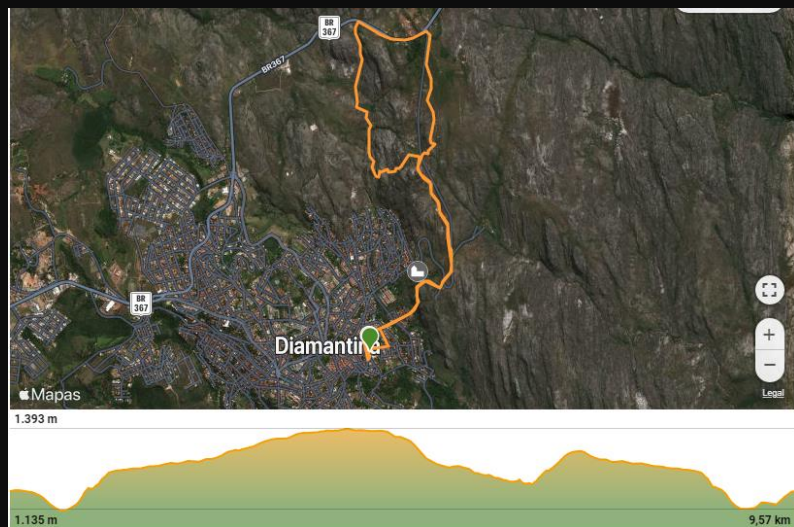 BR
367
BR367
BR
367
Diamantina
Mapas
Legal
1.393 m
1.135 m
9,57 km